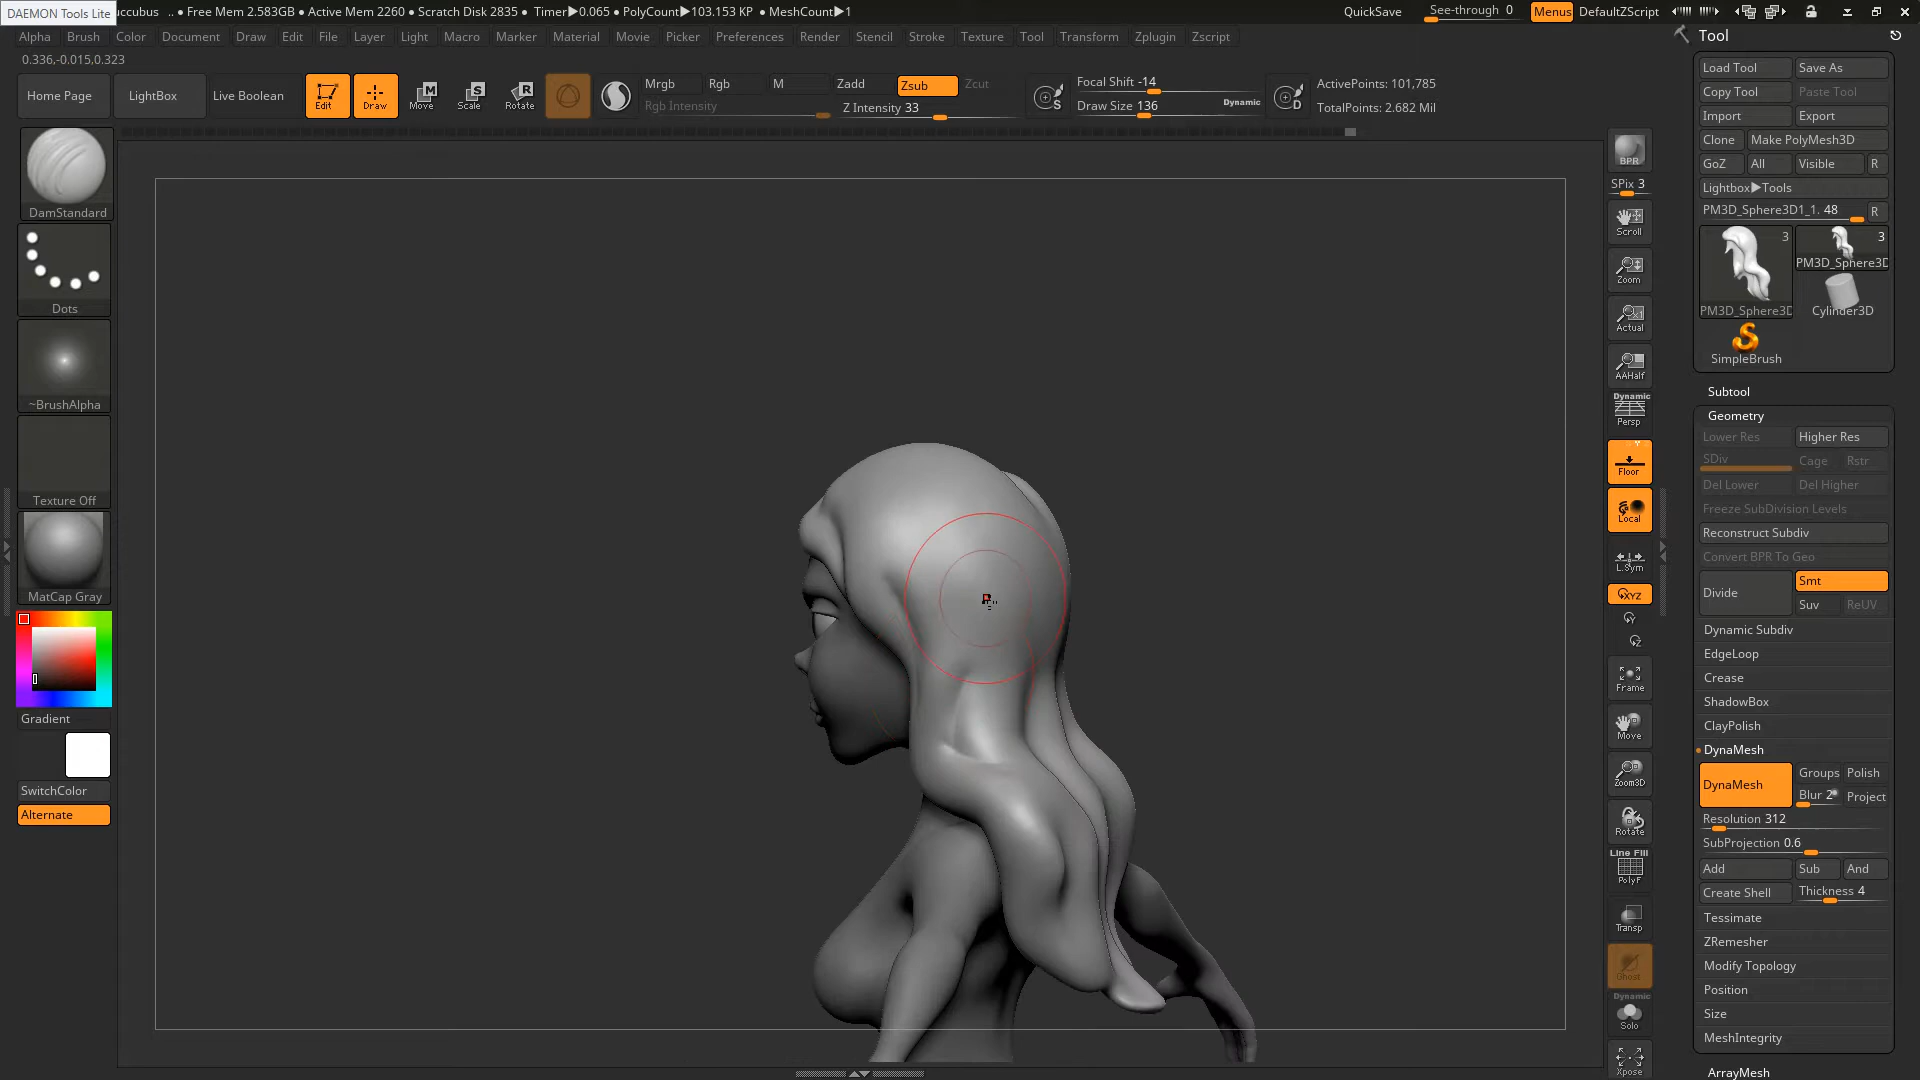 DAEMON Tools Lite
uccubus .. ● Free Mem 2.583GB ● Active Mem 2260 ● Scratch Disk 2835 ● Timer▶0.065 ● PolyCount▶103.153 KP ● MeshCount▶1
QuickSave See-through 0 Menus DefaultZScript
Alpha Brush Color Document Draw Edit File Layer Light Macro Marker Material Movie Picker Preferences Render Stencil Stroke Texture Tool Transform Zplugin Zscript
0.336,-0.015,0.323
Home Page LightBox Live Boolean Edit Draw Move Scale Rotate
M S R
Mrgb Rgb M Zadd Zsub Zcut
Rgb Intensity Z Intensity 33
S Focal Shift -14
Draw Size 136 Dynamic
D ActivePoints: 101,785
TotalPoints: 2.682 Mil
DamStandard
Dots
~BrushAlpha
Texture Off
MatCap Gray
Gradient
SwitchColor
Alternate
BPR
SPix 3
Scroll
Zoom
Actual
AAHalf
Dynamic
Persp
Floor
Local
L.Sym
XYZ
Frame
Move
Zoom3D
Rotate
Line Fill
PolyF
Transp
Ghost
Dynamic
Solo
Xpose
Tool
Load Tool Save As
Copy Tool Paste Tool
Import Export
Clone Make PolyMesh3D
GoZ All Visible R
Lightbox▶Tools
PM3D_Sphere3D1_1. 48 R
3 3
PM3D_Sphere3D
PM3D_Sphere3D Cylinder3D
SimpleBrush
Subtool
Geometry
Lower Res Higher Res
SDiv Cage Rstr
Del Lower Del Higher
Freeze SubDivision Levels
Reconstruct Subdiv
Convert BPR To Geo
Divide Smt
Suv ReUV
Dynamic Subdiv
EdgeLoop
Crease
ShadowBox
ClayPolish
DynaMesh
DynaMesh Groups Polish
Blur 2 Project
Resolution 312
SubProjection 0.6
Add Sub And
Create Shell Thickness 4
Tessimate
ZRemesher
Modify Topology
Position
Size
MeshIntegrity
ArrayMesh